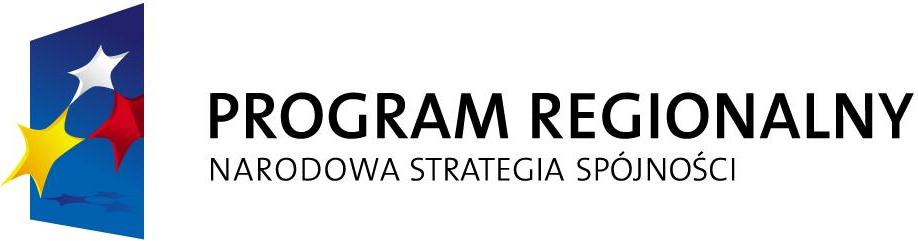 PROGRAM REGIONALNY
NARODOWA STRATEGIA SPÓJNOŚCI